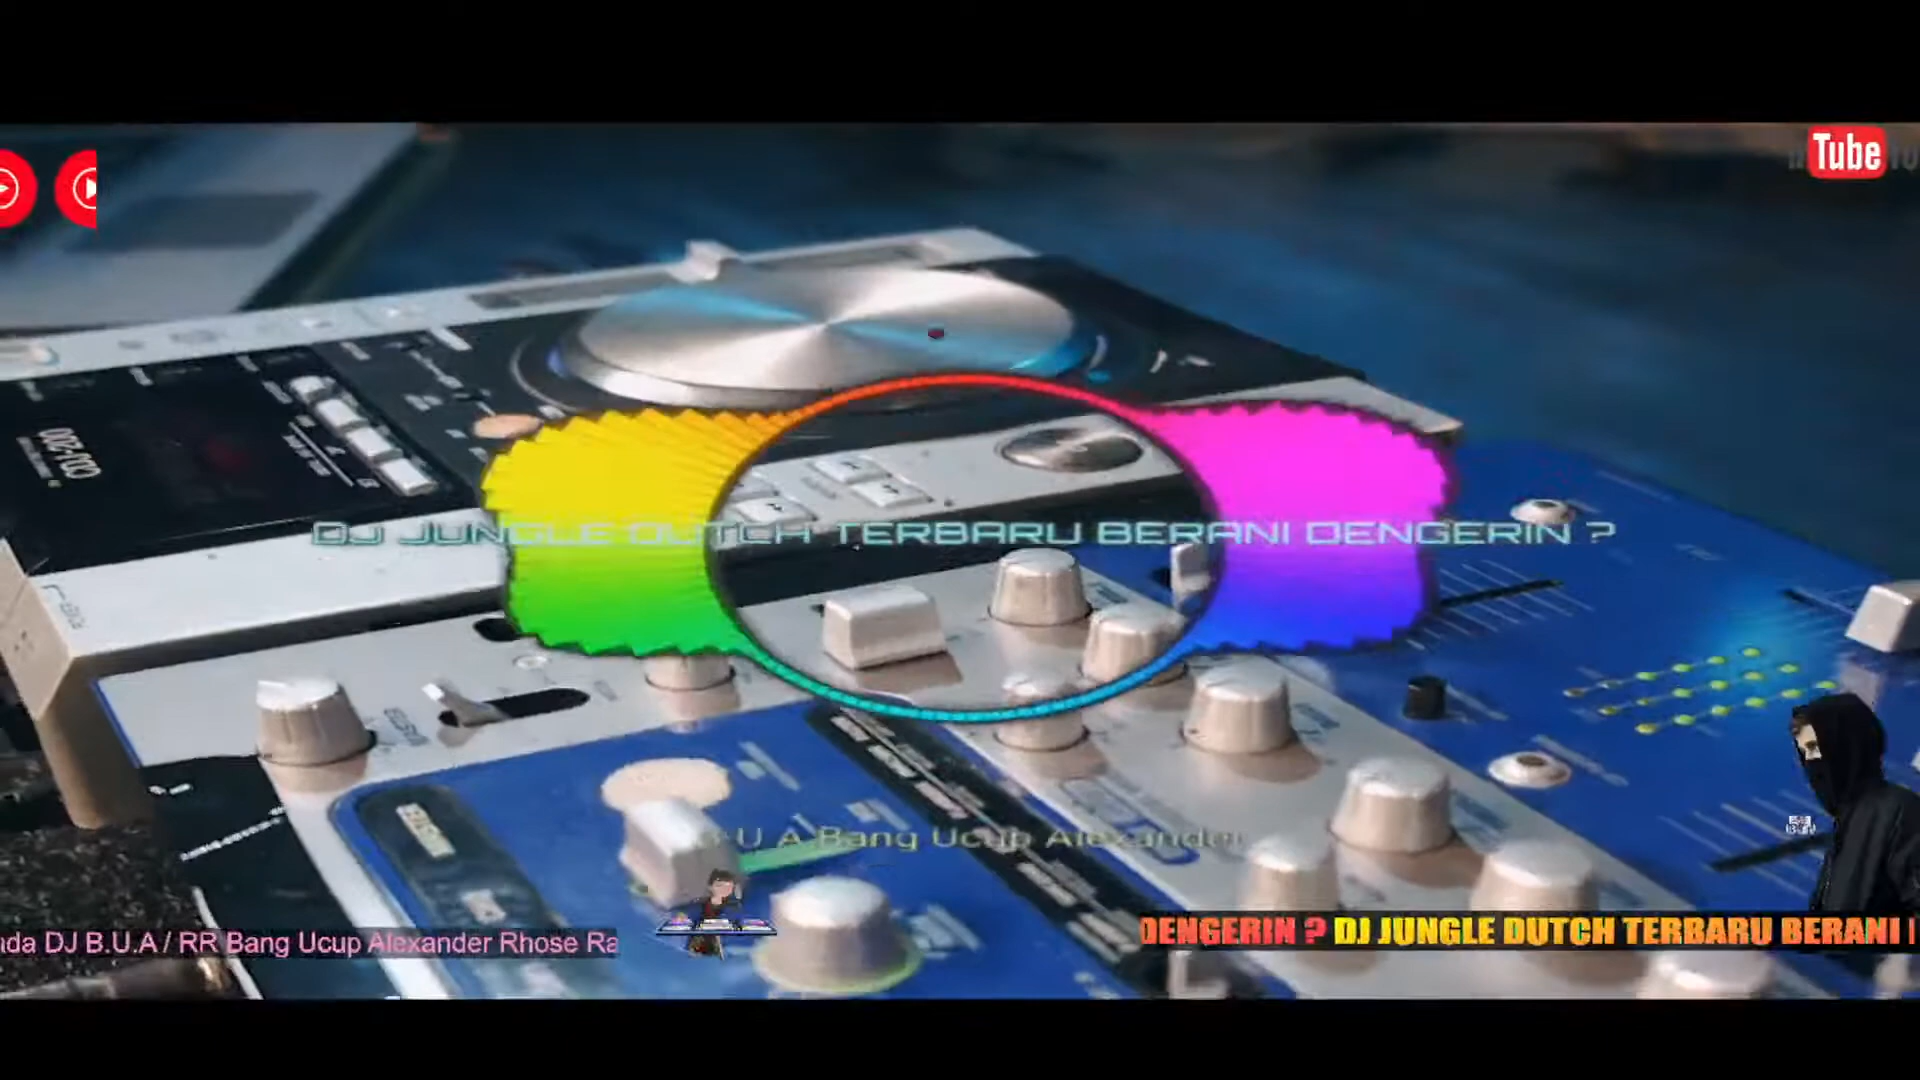 Tube
CDJ-200
DJ JUNGLE DUTCH TERBARU BERANI DENGERIN ?
U A Bang Ucup Alexander
DJ B.U.A / RR Bang Ucup Alexander Rhose Ra
DENGERIN ? DJ JUNGLE DUTCH TERBARU BERANI